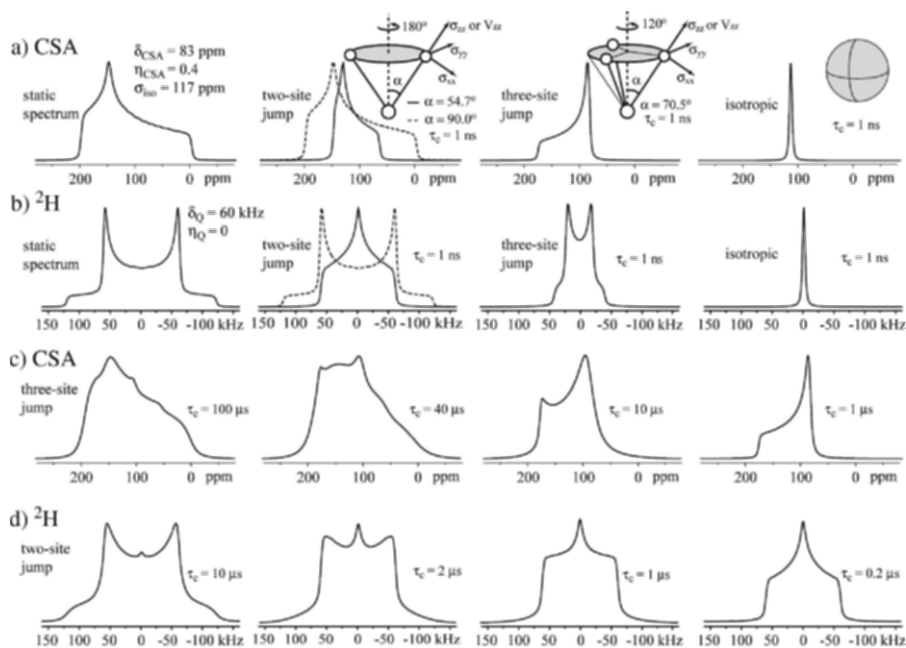 a) CSA
δCSA = 83 ppm
ηCSA = 0.4
σiso = 117 ppm
static
spectrum
200 100 0 ppm
180°
σzz or Vzz
σyy
σxx
α
two-site
jump
α = 54.7°
α = 90.0°
τc = 1 ns
200 100 0 ppm
120°
σzz or Vzz
σyy
σxx
α
three-site
jump
α = 70.5°
τc = 1 ns
200 100 0 ppm
isotropic
τc = 1 ns
200 100 0 ppm
b) ²H
δQ = 60 kHz
ηQ = 0
static
spectrum
150 100 50 0 -50 -100 kHz
two-site
jump
τc = 1 ns
150 100 50 0 -50 -100 kHz
three-site
jump
τc = 1 ns
150 100 50 0 -50 -100 kHz
isotropic
τc = 1 ns
150 100 50 0 -50 -100 kHz
c) CSA
three-site
jump
τc = 100 µs
200 100 0 ppm
τc = 40 µs
200 100 0 ppm
τc = 10 µs
200 100 0 ppm
τc = 1 µs
200 100 0 ppm
d) ²H
two-site
jump
τc = 10 µs
150 100 50 0 -50 -100 kHz
τc = 2 µs
150 100 50 0 -50 -100 kHz
τc = 1 µs
150 100 50 0 -50 -100 kHz
τc = 0.2 µs
150 100 50 0 -50 -100 kHz